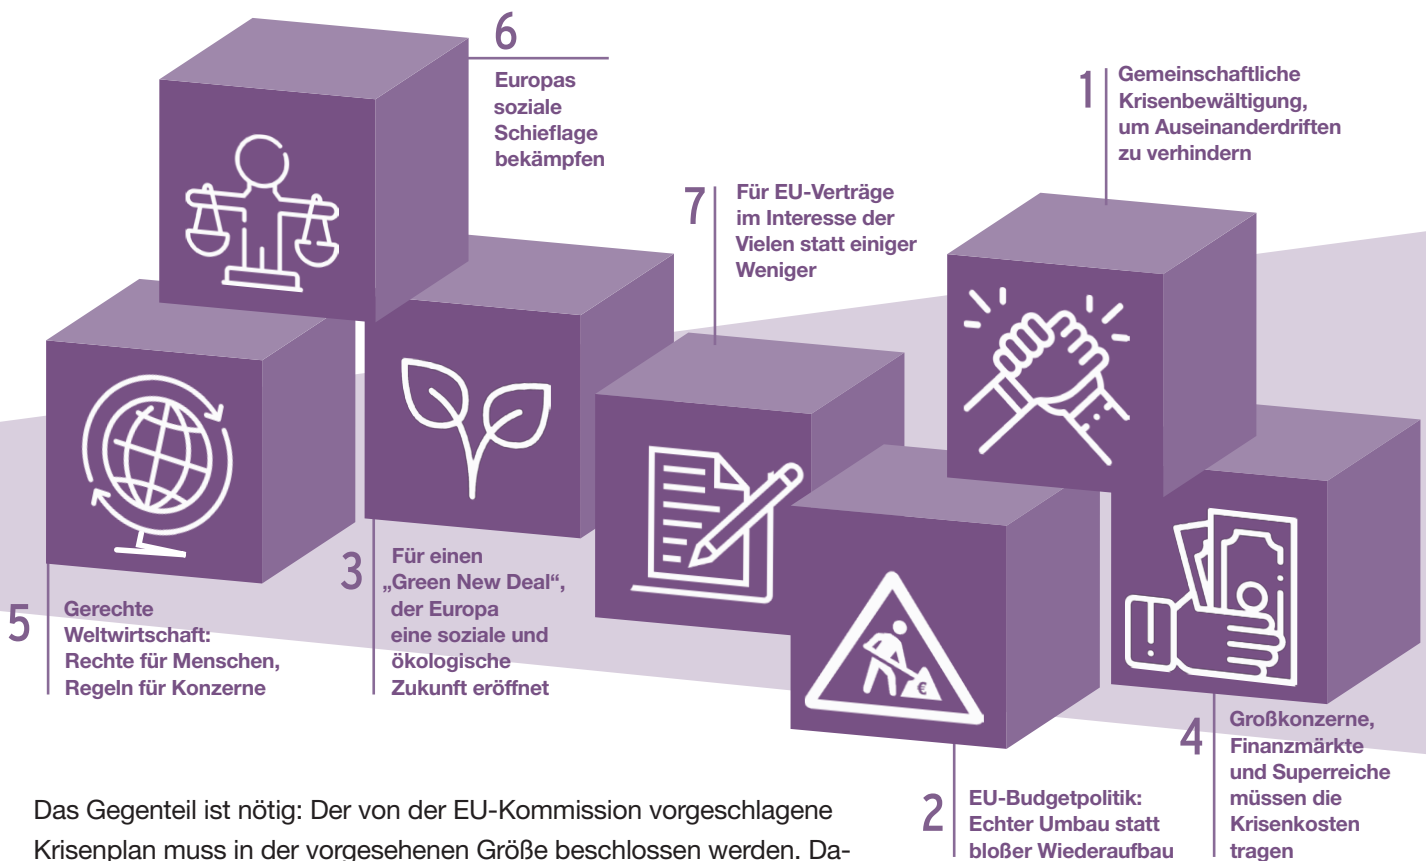 6
Europas
soziale
Schieflage
bekämpfen
1
Gemeinschaftliche
Krisenbewältigung,
um Auseinanderdriften
zu verhindern
7
Für EU-Verträge
im Interesse der
Vielen statt einiger
Weniger
3
Für einen
„Green New Deal“,
der Europa
eine soziale und
ökologische
Zukunft eröffnet
5
Gerechte
Weltwirtschaft:
Rechte für Menschen,
Regeln für Konzerne
€
4
Großkonzerne,
Finanzmärkte
und Superreiche
müssen die
Krisenkosten
tragen
2
EU-Budgetpolitik:
Echter Umbau statt
bloßer Wiederaufbau
Das Gegenteil ist nötig: Der von der EU-Kommission vorgeschlagene
Krisenplan muss in der vorgesehenen Größe beschlossen werden. Da-